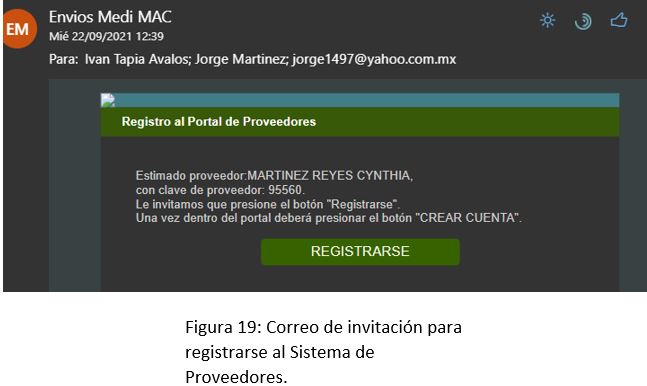 EM
Envios Medi MAC
Mié 22/09/2021 12:39
Para: Ivan Tapia Avalos; Jorge Martinez; jorge1497@yahoo.com.mx
Registro al Portal de Proveedores
Estimado proveedor:MARTINEZ REYES CYNTHIA,
con clave de proveedor: 95560.
Le invitamos que presione el botón "Registrarse".
Una vez dentro del portal deberá presionar el botón "CREAR CUENTA".
REGISTRARSE
Figura 19: Correo de invitación para
registrarse al Sistema de
Proveedores.